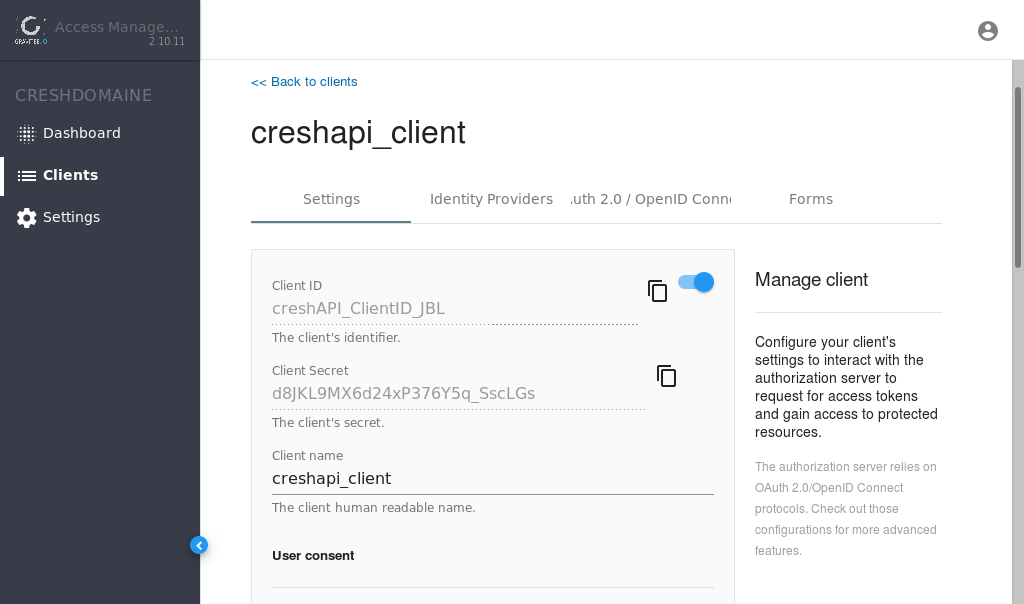 GRAVITEE.IO
Access Manage...
2.10.11
CRESHDOMAINE
Dashboard
Clients
Settings
<< Back to clients
creshapi_client
Settings
Identity Providers
Auth 2.0 / OpenID Conne
Forms
Client ID
creshAPI_ClientID_JBL
The client's identifier.
Client Secret
d8JKL9MX6d24xP376Y5q_SscLGs
The client's secret.
Client name
creshapi_client
The client human readable name.
User consent
Manage client
Configure your client's
settings to interact with the
authorization server to
request for access tokens
and gain access to protected
resources.
The authorization server relies on
OAuth 2.0/OpenID Connect
protocols. Check out those
configurations for more advanced
features.